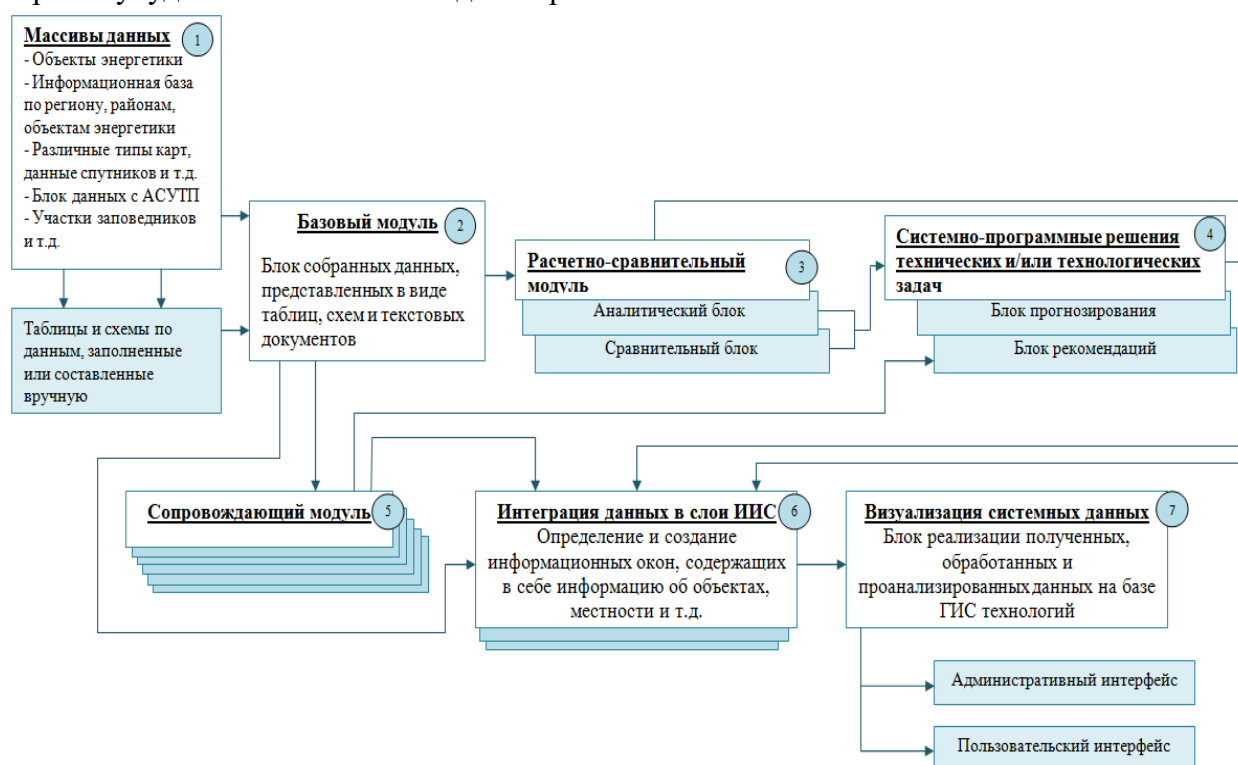 Массивы данных 1
- Объекты энергетики
- Информационная база
по региону, районам,
объектам энергетики
- Различные типы карт,
данные спутников и т.д.
- Блок данных с АСУТП
- Участки заповедников
и т.д.
Таблицы и схемы по
данным, заполненные
или составленные
вручную
Базовый модуль 2
Блок собранных данных,
представленных в виде
таблиц, схем и текстовых
документов
Расчетно-сравнительный
модуль
3
Аналитический блок
Сравнительный блок
Системно-программные решения
технических и/или технологических
задач
4
Блок прогнозирования
Блок рекомендаций
Сопровождающий модуль 5
Интеграция данных в слои ИИС 6
Определение и создание
информационных окон, содержащих
в себе информацию об объектах,
местности и т.д.
Визуализация системных данных 7
Блок реализации полученных,
обработанных и
проанализированных данных на базе
ГИС технологий
Административный интерфейс
Пользовательский интерфейс